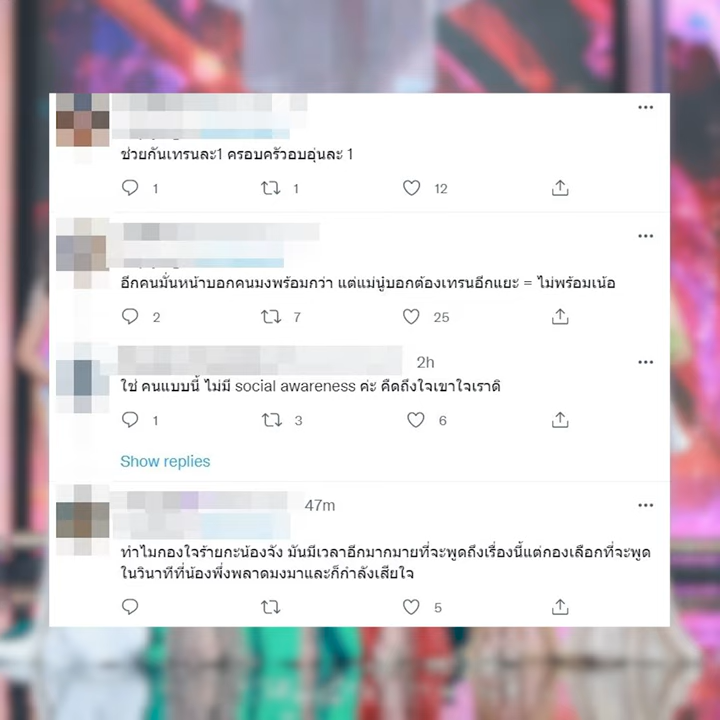 ช่วยกันเทรนละ1 ครอบครัวอบอุ่นละ 1
1 1 12
อีกคนมั่นหน้าบอกคนมงพร้อมกว่า แต่แม่นู๋บอกต้องเทรนอีกแยะ = ไม่พร้อมเน้อ
2 7 25
2h
ใช่ คนแบบนี้ ไม่มี social awareness ค่ะ คืดถึงใจเขาใจเราดิ
1 3 6
Show replies
47m
ทำไมกองใจร้ายกะน้องจัง มันมีเวลาอีกมากมายที่จะพูดถึงเรื่องนี้แต่กองเลือกที่จะพูด
ในวินาทีที่น้องพึ่งพลาดมงมาและก็กำลังเสียใจ
5